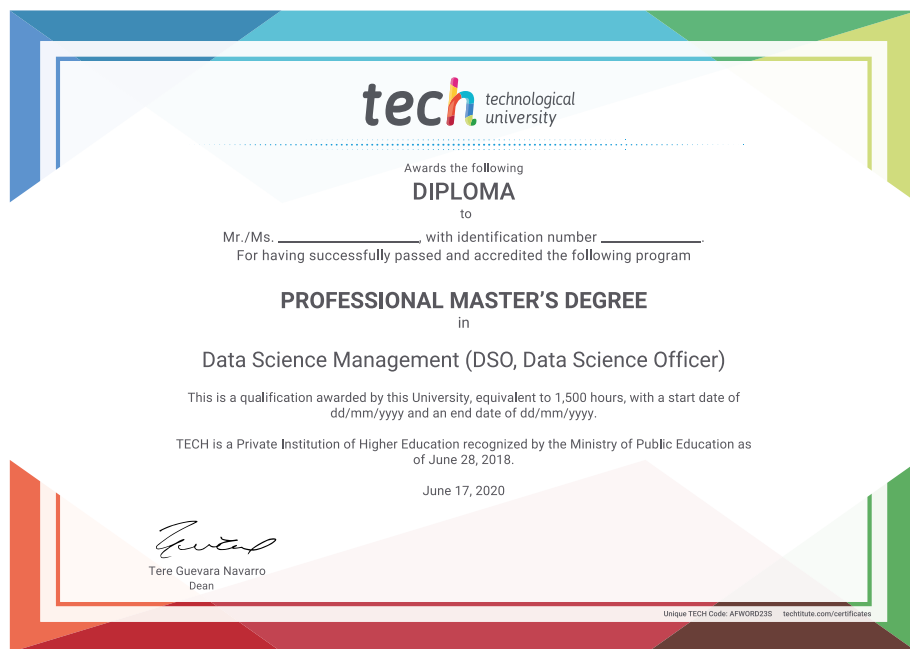 tech technological
university
Awards the following
DIPLOMA
to
Mr./Ms. ____________, with identification number ____________.
For having successfully passed and accredited the following program
PROFESSIONAL MASTER'S DEGREE
in
Data Science Management (DSO, Data Science Officer)
This is a qualification awarded by this University, equivalent to 1,500 hours, with a start date of
dd/mm/yyyy and an end date of dd/mm/yyyy.
TECH is a Private Institution of Higher Education recognized by the Ministry of Public Education as
of June 28, 2018.
June 17, 2020
Tere Guevara Navarro
Dean
Unique TECH Code: AFWORD23S techtitute.com/certificates